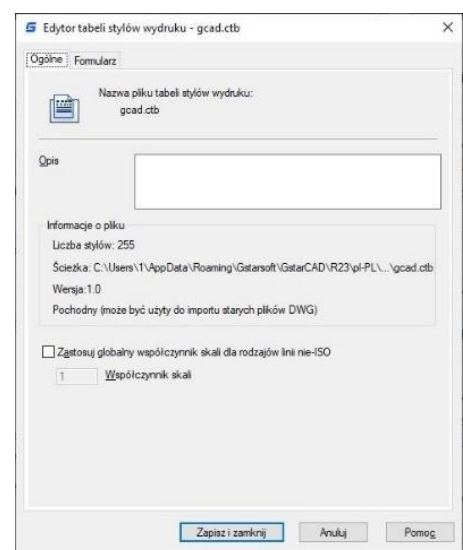 Edytor tabeli stylów wydruku - gcad.ctb
Ogólne Formularz
Nazwa pliku tabeli stylów wydruku:
gcad.ctb
Opis
Informacje o pliku
Liczba stylów: 255
Ścieżka: C:\Users\1\AppData\Roaming\Gstarsoft\GstarCAD\R23\pl-PL\...\gcad.ctb
Wersja:1.0
Pochodny (może być użyty do importu starych plików DWG)
Zastosuj globalny współczynnik skali dla rodzajów linii nie-ISO
1 Współczynnik skali
Zapisz i zamknij Anuluj Pomoc